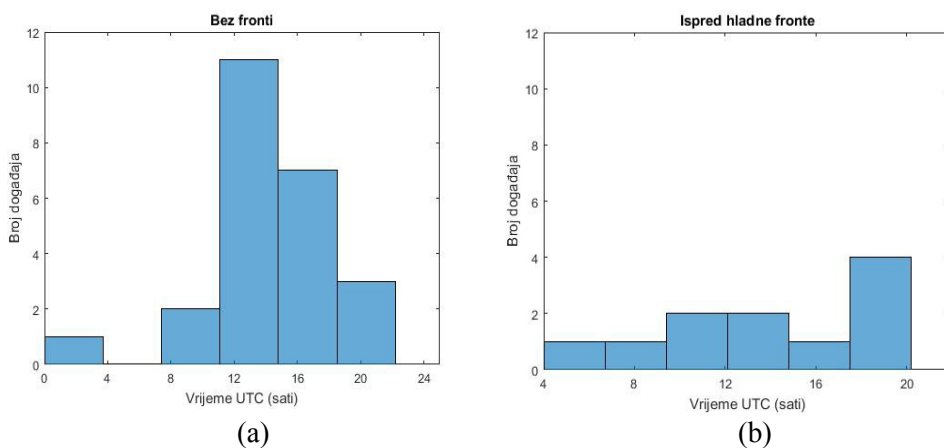 Bez fronti
12
10
8
6
4
2
0
Broj događaja
0 4 8 12 16 20 24
Vrijeme UTC (sati)
(a)
Ispred hladne fronte
12
10
8
6
4
2
0
Broj događaja
4 8 12 16 20
Vrijeme UTC (sati)
(b)